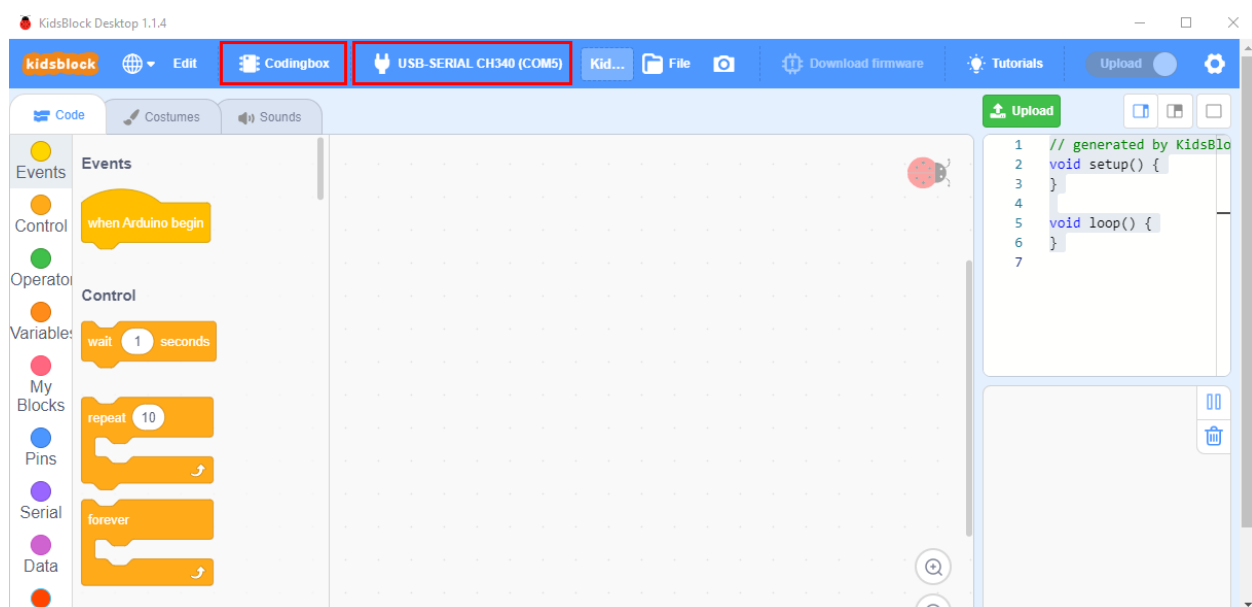 KidsBlock Desktop 1.1.4
kidsblock Edit Codingbox USB-SERIAL CH340 (COM5) Kid... File Download firmware Tutorials Upload
Code Costumes Sounds Upload
Events
Control
Operator
Variables
My
Blocks
Pins
Serial
Data
Events
when Arduino begin
Control
wait 1 seconds
repeat 10
forever
1 // generated by KidsBlo
2 void setup() {
3 }
4
5 void loop() {
6 }
7